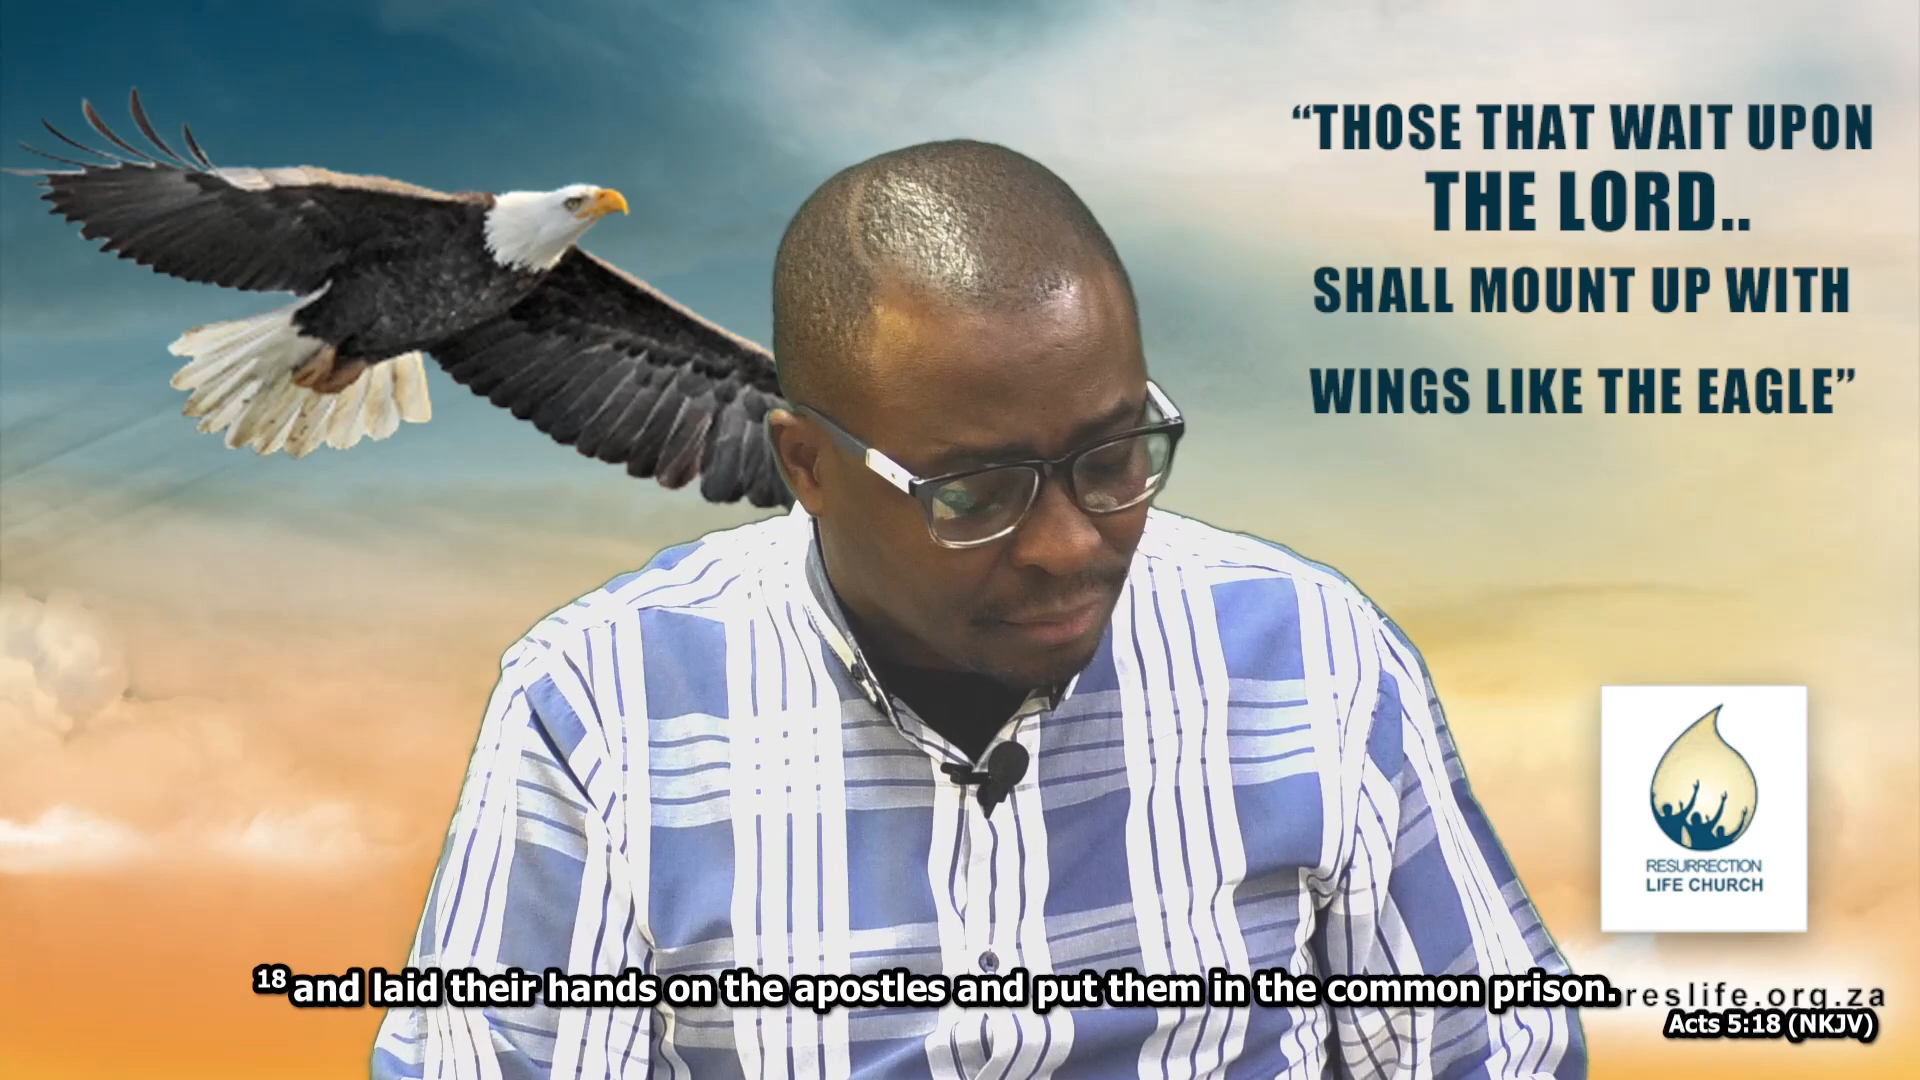 “THOSE THAT WAIT UPON
THE LORD..
SHALL MOUNT UP WITH
WINGS LIKE THE EAGLE”
RESURRECTION
LIFE CHURCH
18 and laid their hands on the apostles and put them in the common prison.
reslife.org.za
Acts 5:18 (NKJV)